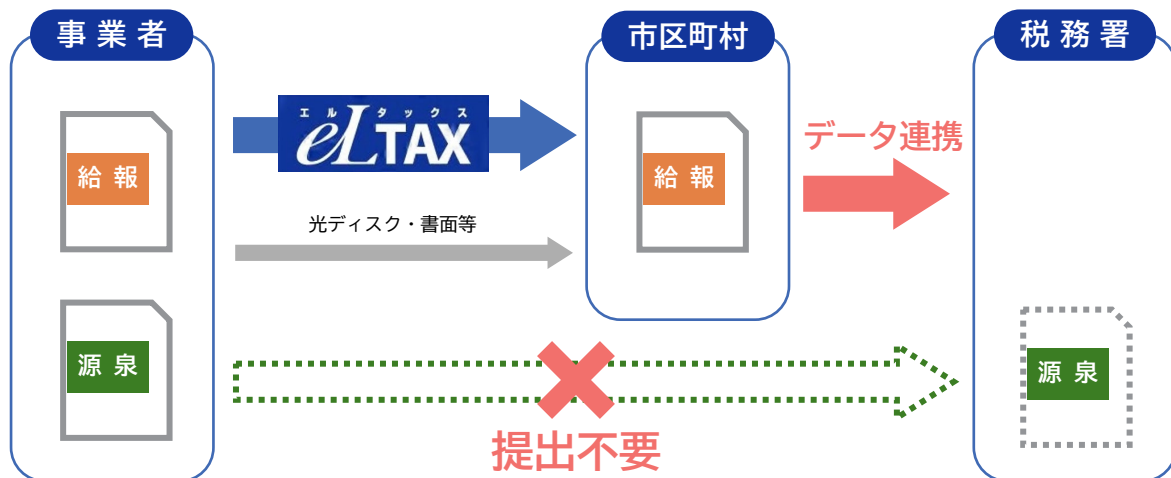 事業者
市区町村
税務署
エルタックス
eLTAX
データ連携
給報
給報
光ディスク・書面等
源泉
源泉
提出不要